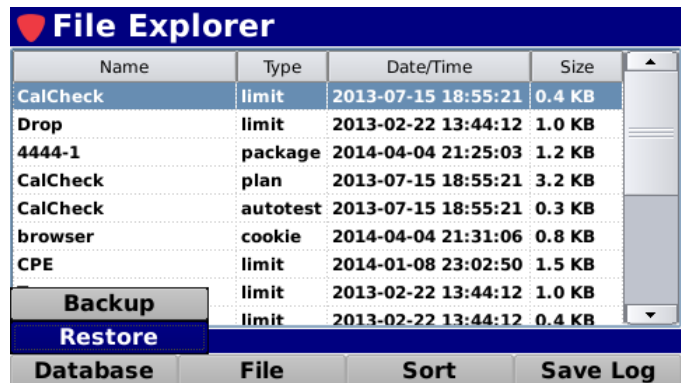 File Explorer
Name Type Date/Time Size
CalCheck limit 2013-07-15 18:55:21 0.4 KB
Drop limit 2013-02-22 13:44:12 1.0 KB
4444-1 package 2014-04-04 21:25:03 1.2 KB
CalCheck plan 2013-07-15 18:55:21 3.2 KB
CalCheck autotest 2013-07-15 18:55:21 0.3 KB
browser cookie 2014-04-04 21:31:06 0.8 KB
CPE limit 2014-01-08 23:02:50 1.5 KB
limit 2013-02-22 13:44:12 1.0 KB
Backup
limit 2013-02-22 13:44:12 0.4 KB
Restore
Database File Sort Save Log